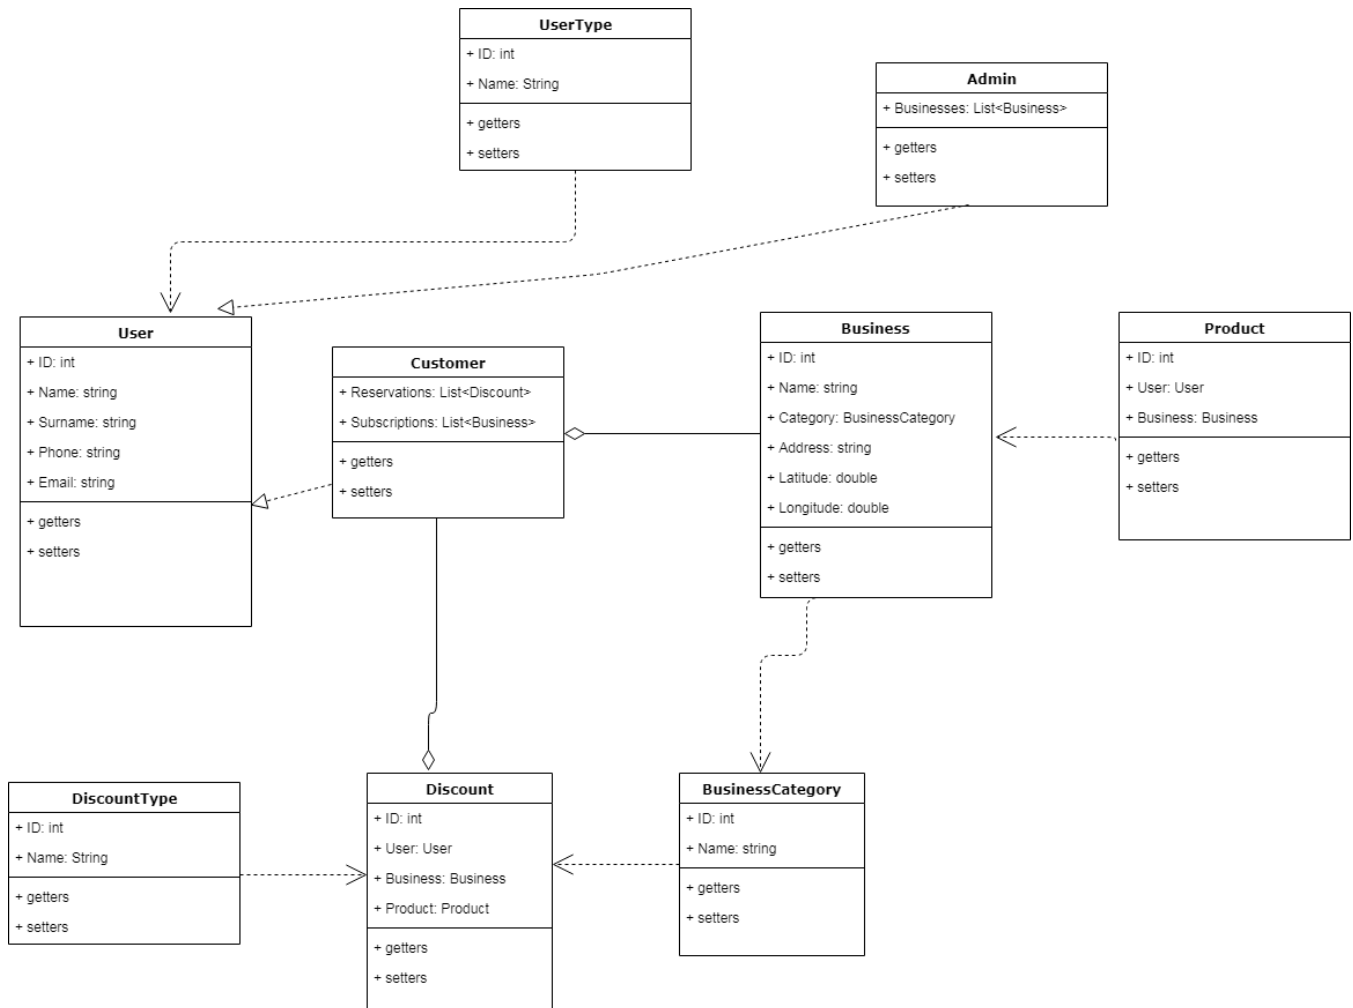 UserType
+ ID: int
+ Name: String
+ getters
+ setters
Admin
+ Businesses: List<Business>
+ getters
+ setters
User
+ ID: int
+ Name: string
+ Surname: string
+ Phone: string
+ Email: string
+ getters
+ setters
Customer
+ Reservations: List<Discount>
+ Subscriptions: List<Business>
+ getters
+ setters
Business
+ ID: int
+ Name: string
+ Category: BusinessCategory
+ Address: string
+ Latitude: double
+ Longitude: double
+ getters
+ setters
Product
+ ID: int
+ User: User
+ Business: Business
+ getters
+ setters
DiscountType
+ ID: int
+ Name: String
+ getters
+ setters
Discount
+ ID: int
+ User: User
+ Business: Business
+ Product: Product
+ getters
+ setters
BusinessCategory
+ ID: int
+ Name: string
+ getters
+ setters